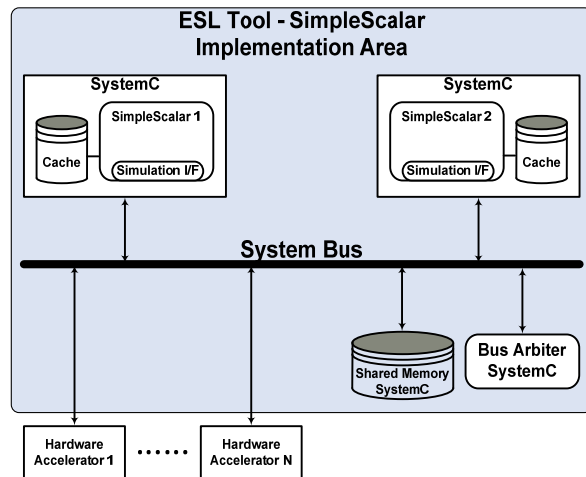 ESL Tool - SimpleScalar
Implementation Area
SystemC
SimpleScalar 1
Cache
Simulation I/F
SystemC
SimpleScalar 2
Simulation I/F
Cache
System Bus
Shared Memory
SystemC
Bus Arbiter
SystemC
Hardware
Accelerator 1
......
Hardware
Accelerator N